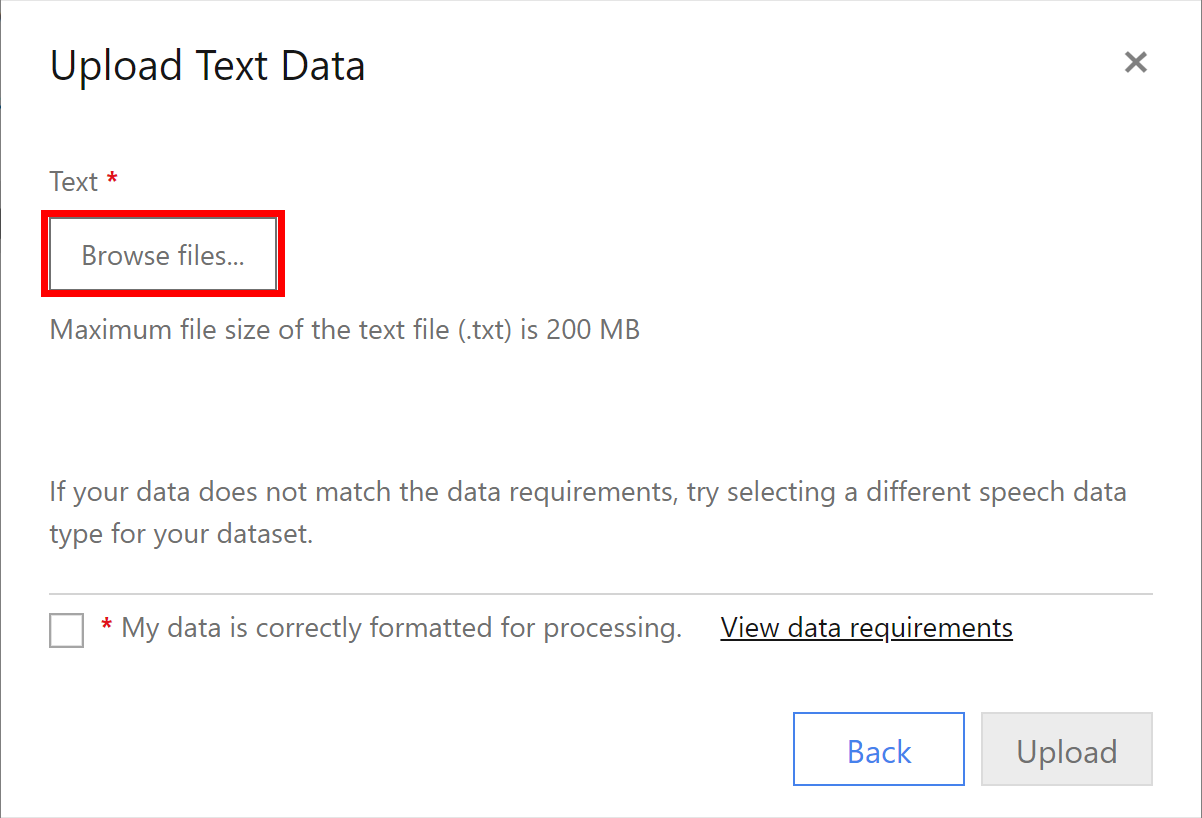 Upload Text Data
Text *
Browse files...
Maximum file size of the text file (.txt) is 200 MB
If your data does not match the data requirements, try selecting a different speech data
type for your dataset.
* My data is correctly formatted for processing. View data requirements
Back Upload